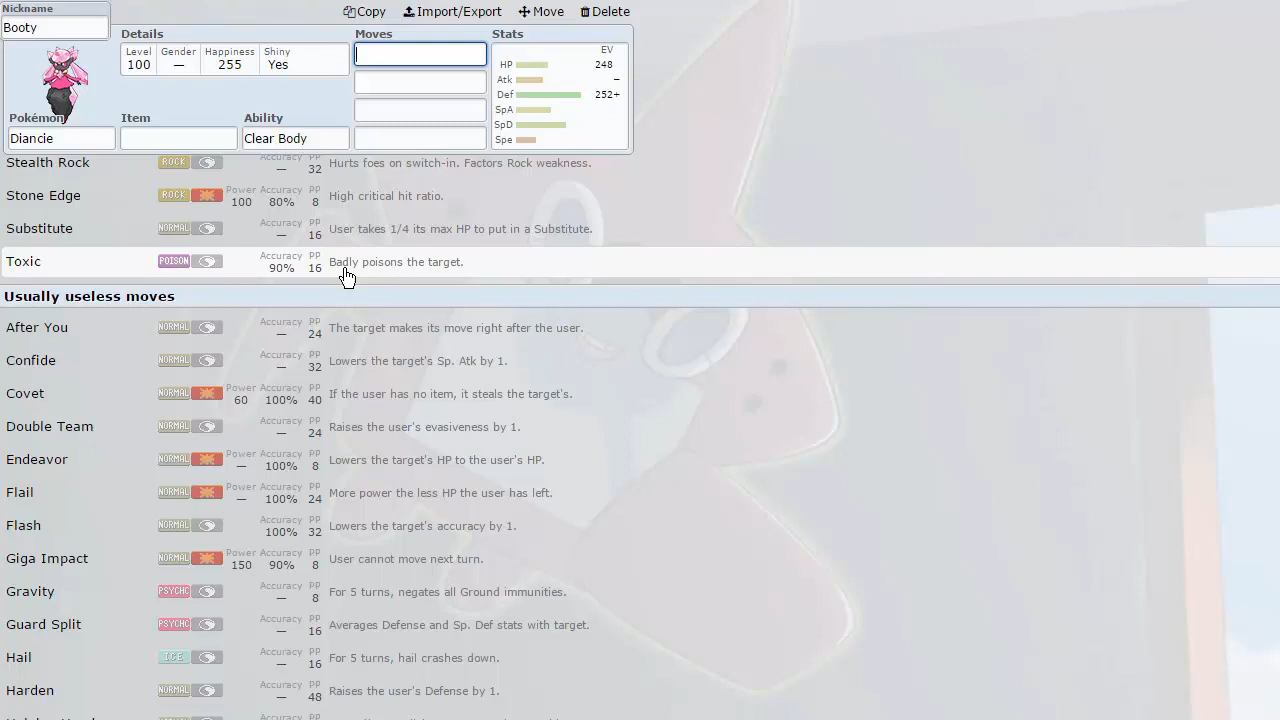 Nickname
Booty
Copy Import/Export Move Delete
Details
Level 100 Gender — Happiness 255 Shiny Yes
Pokémon Diancie
Item
Ability Clear Body
Moves
Stats
EV
HP 248
Atk –
Def 252+
SpA
SpD
Spe
Stealth Rock ROCK Accuracy — PP 32 Hurts foes on switch-in. Factors Rock weakness.
Stone Edge ROCK Power 100 Accuracy 80% PP 8 High critical hit ratio.
Substitute NORMAL Accuracy — PP 16 User takes 1/4 its max HP to put in a Substitute.
Toxic POISON Accuracy 90% PP 16 Badly poisons the target.
Usually useless moves
After You NORMAL Accuracy — PP 24 The target makes its move right after the user.
Confide NORMAL Accuracy — PP 32 Lowers the target's Sp. Atk by 1.
Covet NORMAL Power 60 Accuracy 100% PP 40 If the user has no item, it steals the target's.
Double Team NORMAL Accuracy — PP 24 Raises the user's evasiveness by 1.
Endeavor NORMAL Power — Accuracy 100% PP 8 Lowers the target's HP to the user's HP.
Flail NORMAL Power — Accuracy 100% PP 24 More power the less HP the user has left.
Flash NORMAL Accuracy 100% PP 32 Lowers the target's accuracy by 1.
Giga Impact NORMAL Power 150 Accuracy 90% PP 8 User cannot move next turn.
Gravity PSYCHC Accuracy — PP 8 For 5 turns, negates all Ground immunities.
Guard Split PSYCHC Accuracy — PP 16 Averages Defense and Sp. Def stats with target.
Hail ICE Accuracy — PP 16 For 5 turns, hail crashes down.
Harden NORMAL Accuracy — PP 48 Raises the user's Defense by 1.